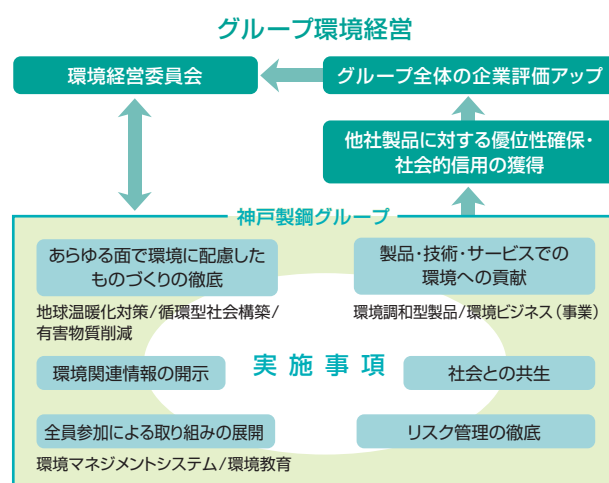 グループ環境経営
環境経営委員会
グループ全体の企業評価アップ
他社製品に対する優位性確保・
社会的信用の獲得
神戸製鋼グループ
あらゆる面で環境に配慮した
ものづくりの徹底
地球温暖化対策/循環型社会構築/
有害物質削減
製品・技術・サービスでの
環境への貢献
環境調和型製品/環境ビジネス(事業)
実施事項
環境関連情報の開示
社会との共生
全員参加による取り組みの展開
環境マネジメントシステム/環境教育
リスク管理の徹底